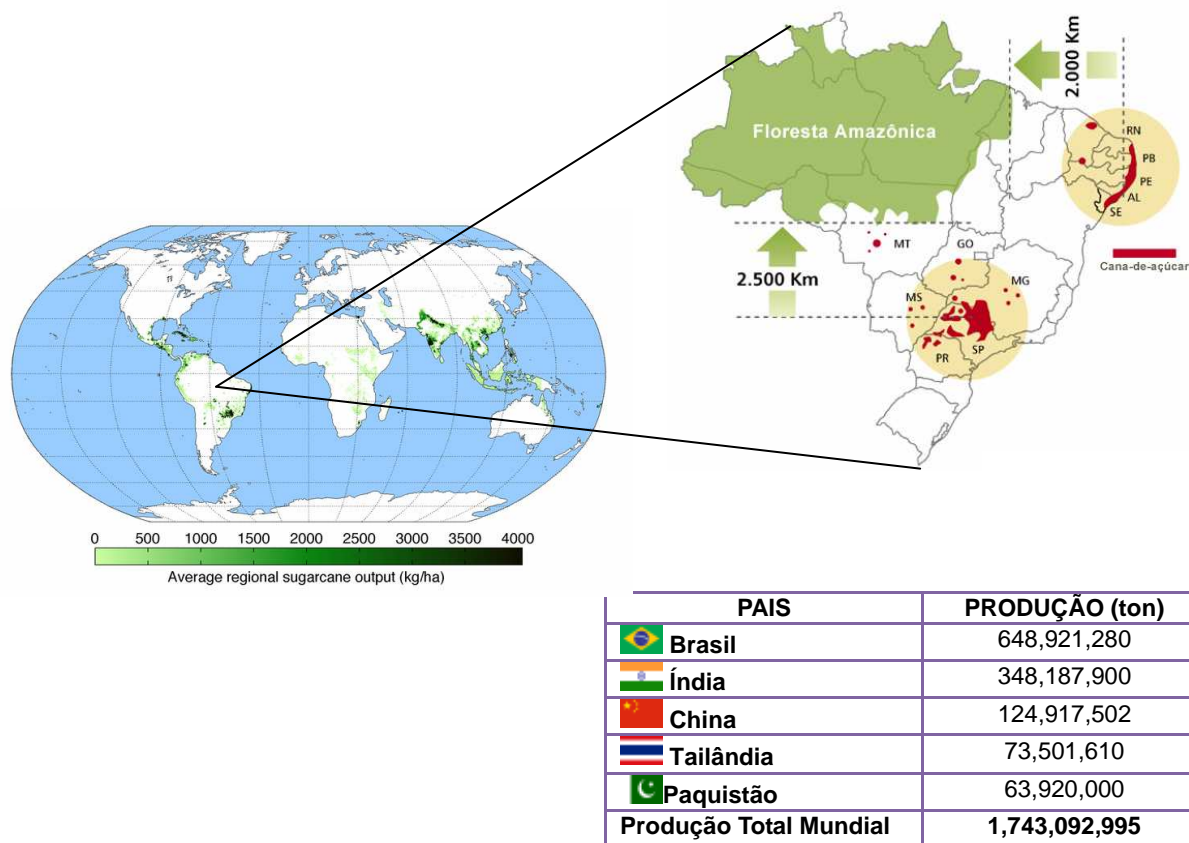 2.000 Km
Floresta Amazônica
RN
PB
PE
AL
SE
MT
GO
Cana-de-açúcar
2.500 Km
MG
MS
SP
PR
0 500 1000 1500 2000 2500 3000 3500 4000
Average regional sugarcane output (kg/ha)
PAIS PRODUÇÃO (ton)
Brasil 648,921,280
Índia 348,187,900
China 124,917,502
Tailândia 73,501,610
Paquistão 63,920,000
Produção Total Mundial 1,743,092,995